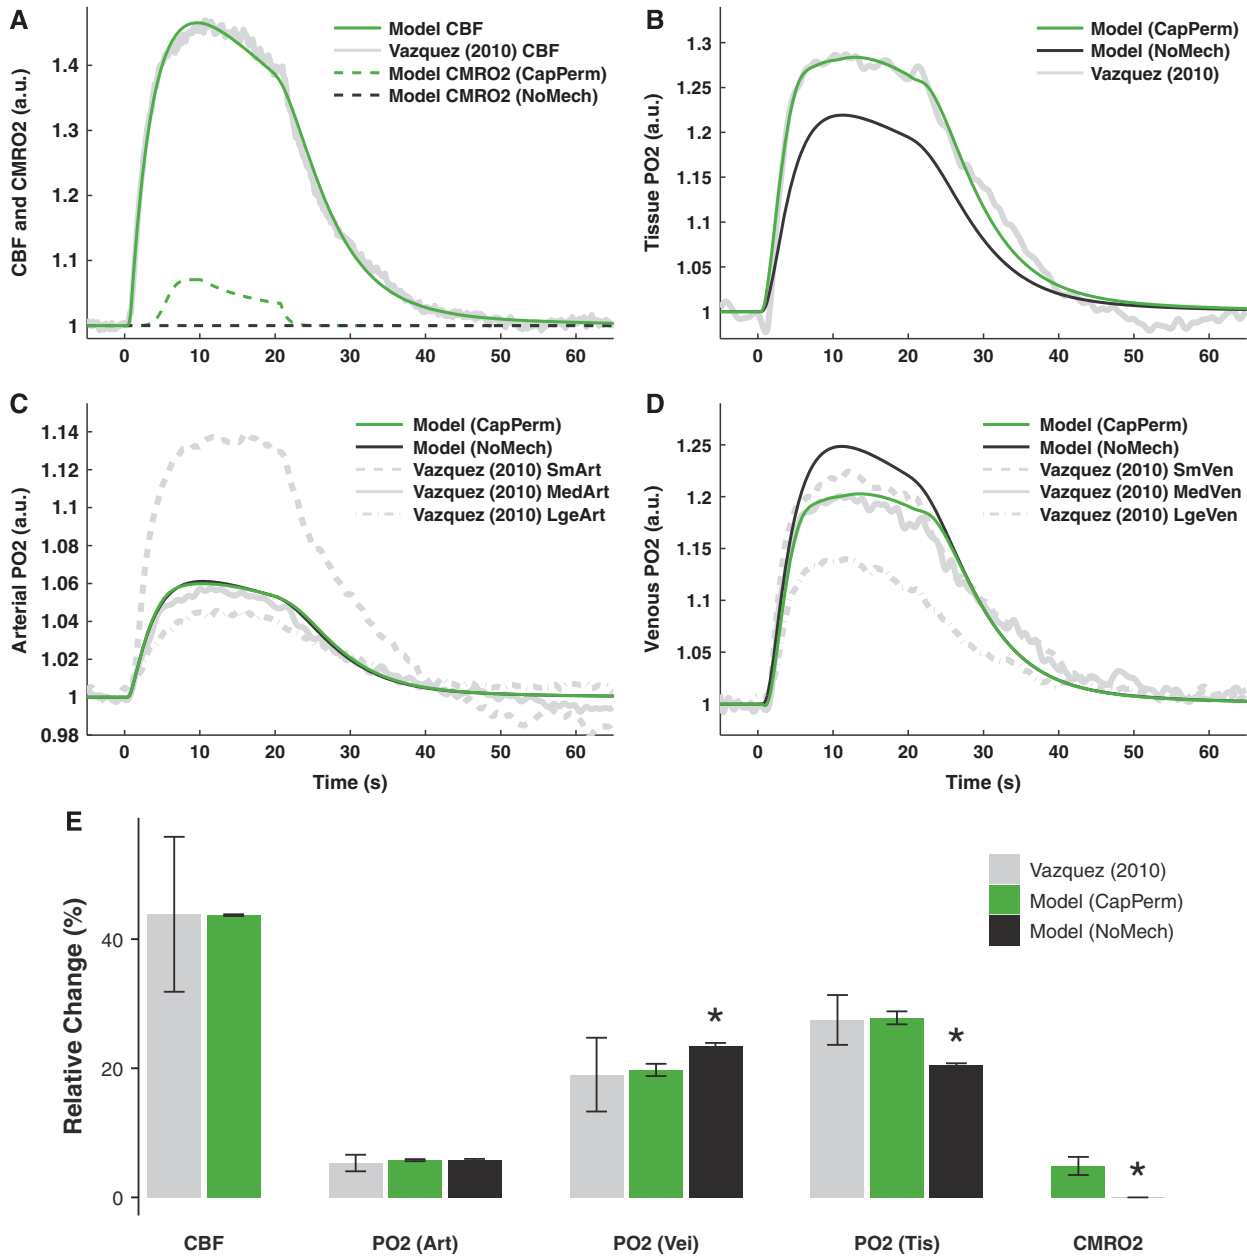 A
CBF and CMRO2 (a.u.)
1.4
1.3
1.2
1.1
1
0 10 20 30 40 50 60
Model CBF
Vazquez (2010) CBF
Model CMRO2 (CapPerm)
Model CMRO2 (NoMech)
B
Tissue PO2 (a.u.)
1.3
1.25
1.2
1.15
1.1
1.05
1
0 10 20 30 40 50 60
Model (CapPerm)
Model (NoMech)
Vazquez (2010)
C
Arterial PO2 (a.u.)
1.14
1.12
1.1
1.08
1.06
1.04
1.02
1
0.98
0 10 20 30 40 50 60
Time (s)
Model (CapPerm)
Model (NoMech)
Vazquez (2010) SmArt
Vazquez (2010) MedArt
Vazquez (2010) LgeArt
D
Venous PO2 (a.u.)
1.25
1.2
1.15
1.1
1.05
1
0 10 20 30 40 50 60
Time (s)
Model (CapPerm)
Model (NoMech)
Vazquez (2010) SmVen
Vazquez (2010) MedVen
Vazquez (2010) LgeVen
E
Relative Change (%)
40
20
0
Vazquez (2010)
Model (CapPerm)
Model (NoMech)
*
*
*
CBF PO2 (Art) PO2 (Vei) PO2 (Tis) CMRO2